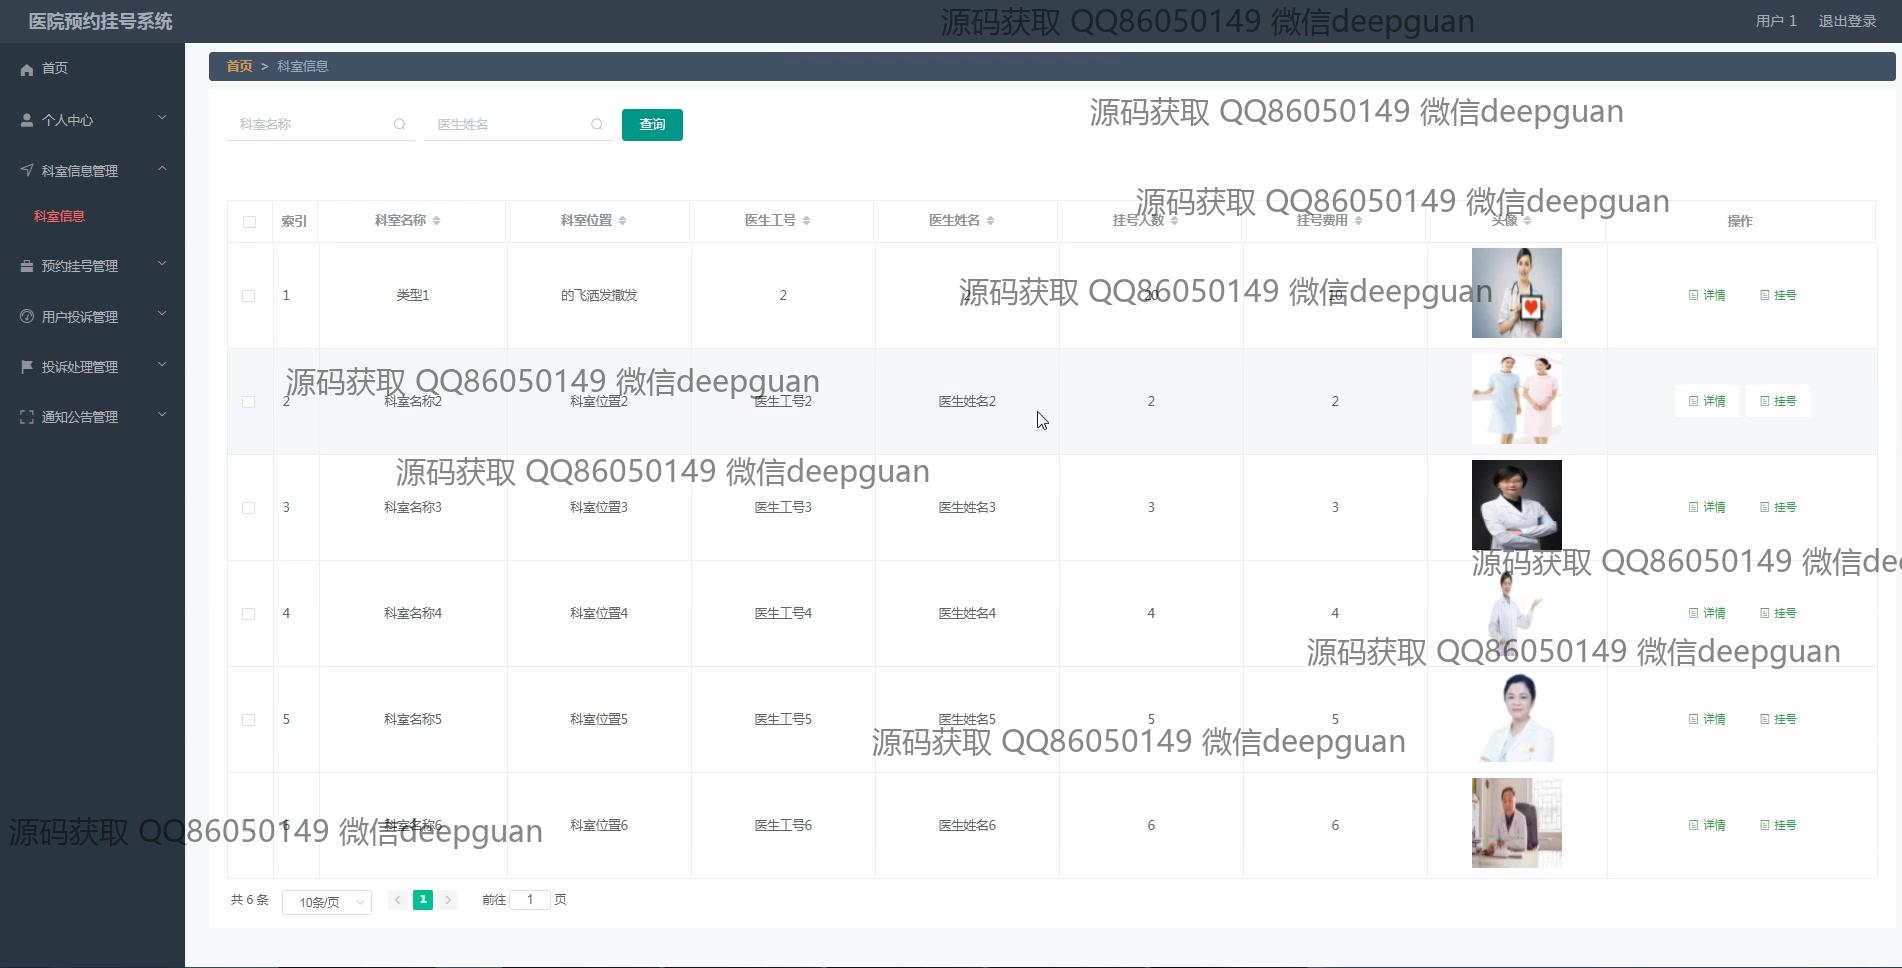 医院预约挂号系统
源码获取 QQ86050149 微信deepguan
用户 1 退出登录
首页
个人中心
科室信息管理
科室信息
预约挂号管理
用户投诉管理
投诉处理管理
通知公告管理
首页 > 科室信息
科室名称 医生姓名 查询
源码获取 QQ86050149 微信deepguan
源码获取 QQ86050149 微信deepguan
索引 科室名称 科室位置 医生工号 医生姓名 挂号人数 挂号费用 头像 操作
1 类型1 的飞洒发撒发 2 20 10 详情 挂号
源码获取 QQ86050149 微信deepguan
源码获取 QQ86050149 微信deepguan
2 科室名称2 科室位置2 医生工号2 医生姓名2 2 2 详情 挂号
源码获取 QQ86050149 微信deepguan
3 科室名称3 科室位置3 医生工号3 医生姓名3 3 3 详情 挂号
源码获取 QQ86050149 微信dee
4 科室名称4 科室位置4 医生工号4 医生姓名4 4 4 详情 挂号
源码获取 QQ86050149 微信deepguan
5 科室名称5 科室位置5 医生工号5 医生姓名5 5 5 详情 挂号
源码获取 QQ86050149 微信deepguan
6 科室名称6 科室位置6 医生工号6 医生姓名6 6 6 详情 挂号
源码获取 QQ86050149 微信deepguan
共 6 条 10条/页 < 1 > 前往 1 页